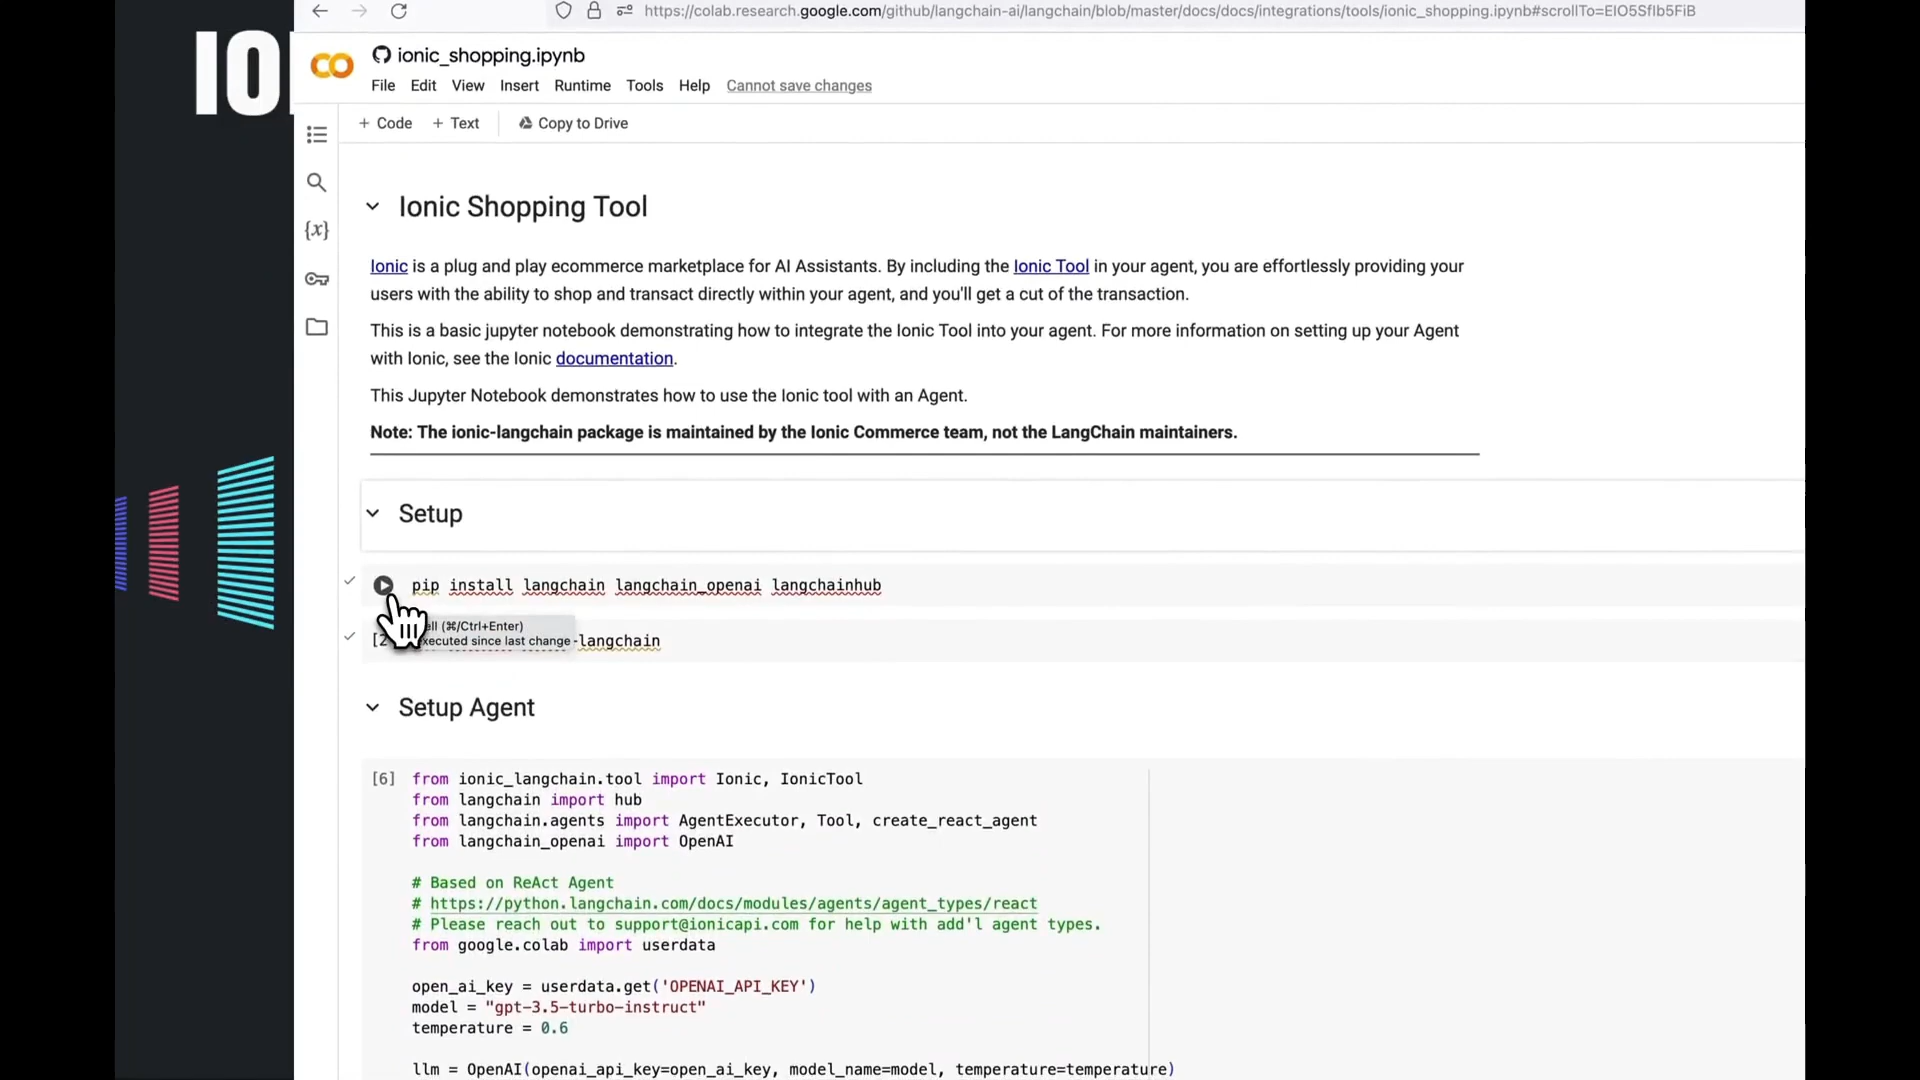 https://colab.research.google.com/github/langchain-ai/langchain/blob/master/docs/docs/integrations/tools/ionic_shopping.ipynb#scrollTo=EIO5SfIb5FiB
IO
CO
ionic_shopping.ipynb
File Edit View Insert Runtime Tools Help Cannot save changes
+ Code + Text Copy to Drive
Ionic Shopping Tool
Ionic is a plug and play ecommerce marketplace for AI Assistants. By including the Ionic Tool in your agent, you are effortlessly providing your
users with the ability to shop and transact directly within your agent, and you'll get a cut of the transaction.
{x}
This is a basic jupyter notebook demonstrating how to integrate the Ionic Tool into your agent. For more information on setting up your Agent
with Ionic, see the Ionic documentation.
This Jupyter Notebook demonstrates how to use the Ionic tool with an Agent.
Note: The ionic-langchain package is maintained by the Ionic Commerce team, not the LangChain maintainers.
Setup
pip install langchain langchain_openai langchainhub
(⌘/Ctrl+Enter)
executed since last change
[2
-langchain
Setup Agent
[6] from ionic_langchain.tool import Ionic, IonicTool
from langchain import hub
from langchain.agents import AgentExecutor, Tool, create_react_agent
from langchain_openai import OpenAI
# Based on ReAct Agent
# https://python.langchain.com/docs/modules/agents/agent_types/react
# Please reach out to support@ionicapi.com for help with add'l agent types.
from google.colab import userdata
open_ai_key = userdata.get('OPENAI_API_KEY')
model = "gpt-3.5-turbo-instruct"
temperature = 0.6
llm = OpenAI(openai_api_key=open_ai_key, model_name=model, temperature=temperature)